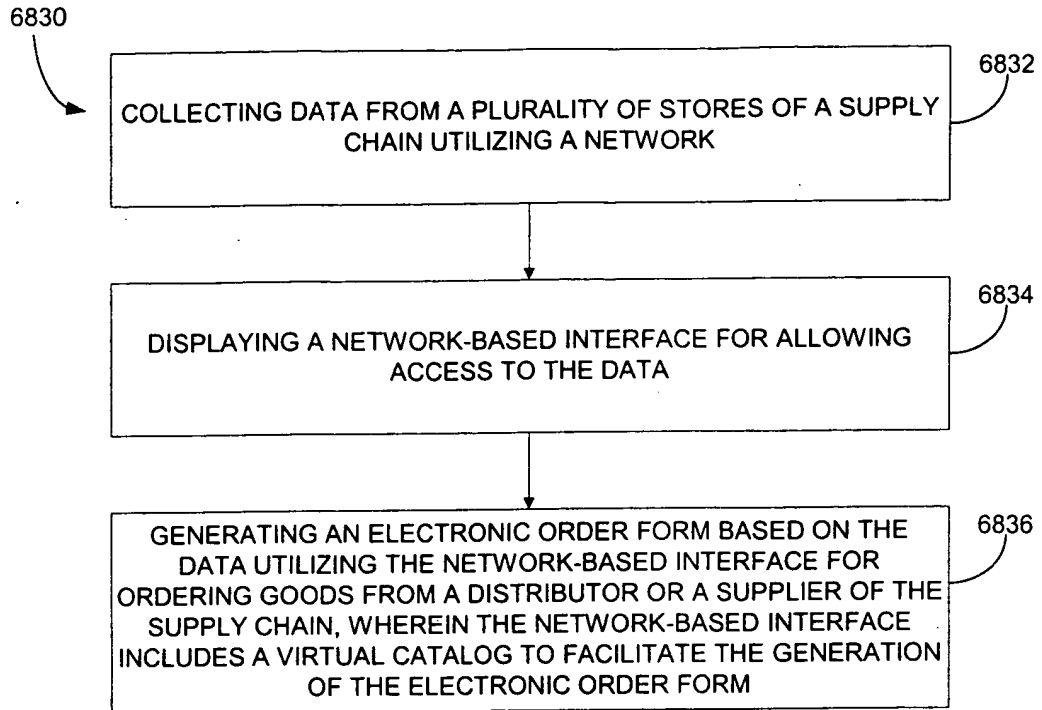 6830
6832
COLLECTING DATA FROM A PLURALITY OF STORES OF A SUPPLY
CHAIN UTILIZING A NETWORK
6834
DISPLAYING A NETWORK-BASED INTERFACE FOR ALLOWING
ACCESS TO THE DATA
6836
GENERATING AN ELECTRONIC ORDER FORM BASED ON THE
DATA UTILIZING THE NETWORK-BASED INTERFACE FOR
ORDERING GOODS FROM A DISTRIBUTOR OR A SUPPLIER OF THE
SUPPLY CHAIN, WHEREIN THE NETWORK-BASED INTERFACE
INCLUDES A VIRTUAL CATALOG TO FACILITATE THE GENERATION
OF THE ELECTRONIC ORDER FORM